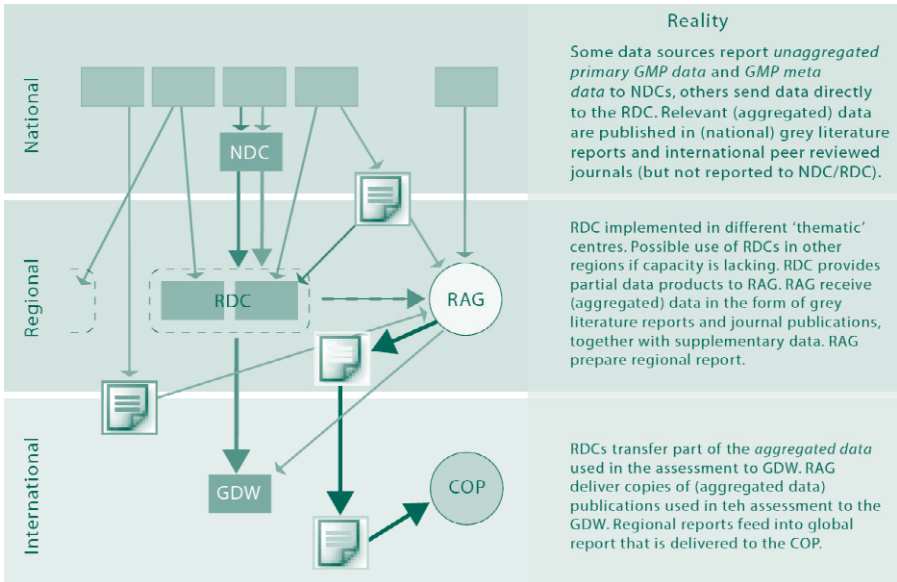 Reality
National
Some data sources report unaggregated
primary GMP data and GMP meta
data to NDCs, others send data directly
to the RDC. Relevant (aggregated) data
are published in (national) grey literature
reports and international peer reviewed
journals (but not reported to NDC/RDC).
NDC
Regional
RDC implemented in different ‘thematic’
centres. Possible use of RDCs in other
regions if capacity is lacking. RDC provides
partial data products to RAG. RAG receive
(aggregated) data in the form of grey
literature reports and journal publications,
together with supplementary data. RAG
prepare regional report.
RDC
RAG
International
RDCs transfer part of the aggregated data
used in the assessment to GDW. RAG
deliver copies of (aggregated data)
publications used in teh assessment to the
GDW. Regional reports feed into global
report that is delivered to the COP.
GDW
COP